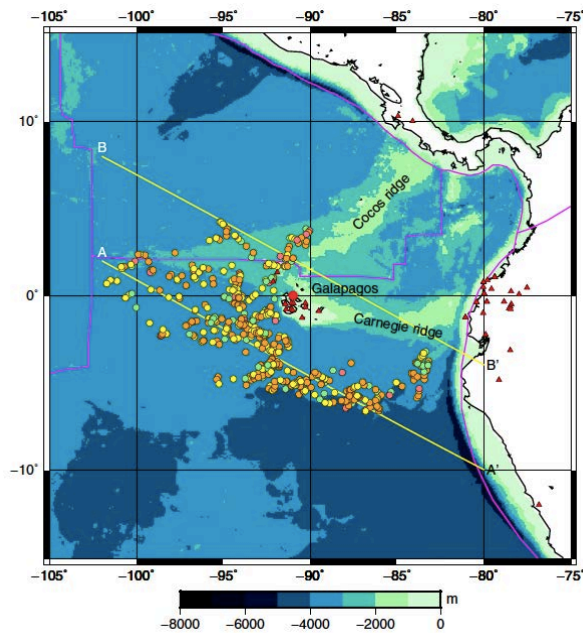 −105° −100° −95° −90° −85° −80° −75°
10°
B
Cocos ridge
A
Galapagos
0°
Carnegie ridge
B'
−10°
A'
−105° −100° −95° −90° −85° −80° −75°
m
−8000 −6000 −4000 −2000 0